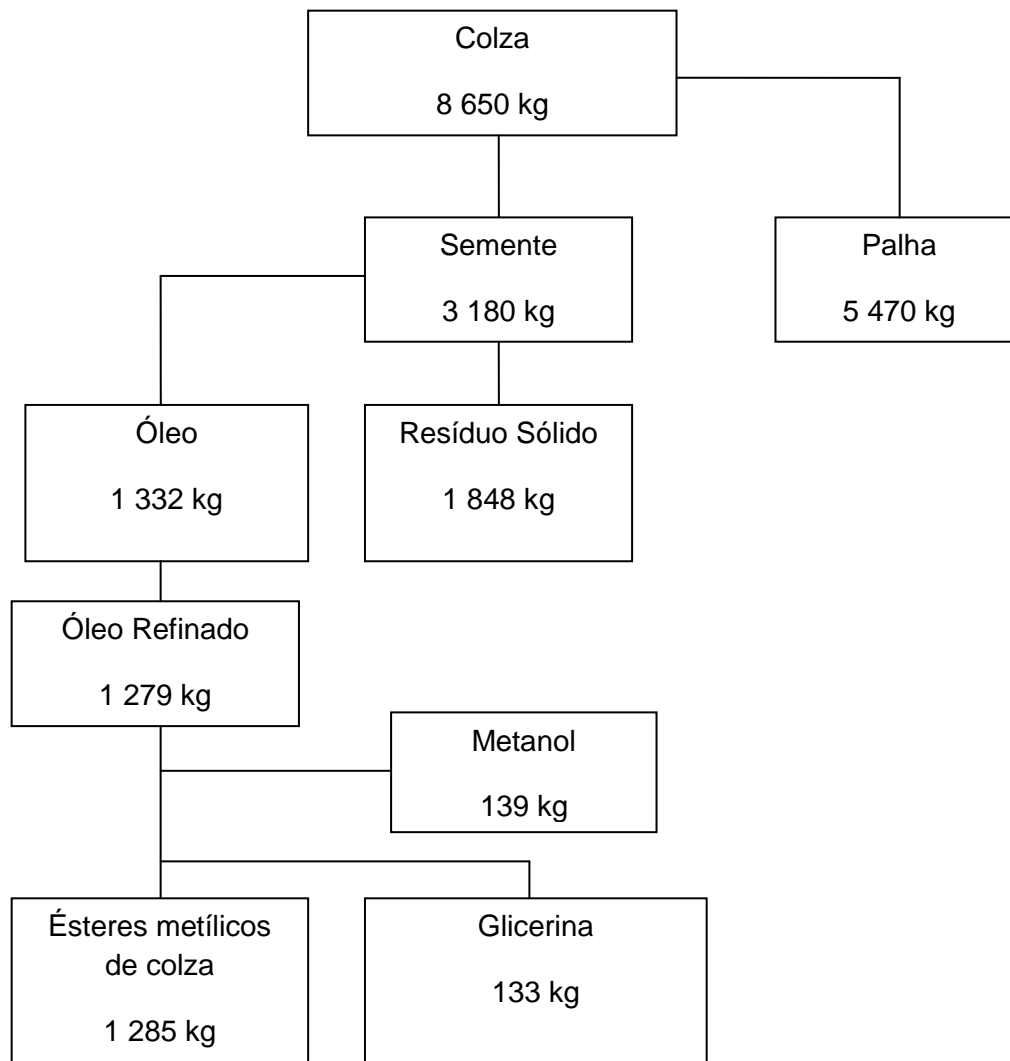 Colza
8 650 kg
Semente
3 180 kg
Palha
5 470 kg
Óleo
1 332 kg
Resíduo Sólido
1 848 kg
Óleo Refinado
1 279 kg
Metanol
139 kg
Ésteres metílicos
de colza
1 285 kg
Glicerina
133 kg